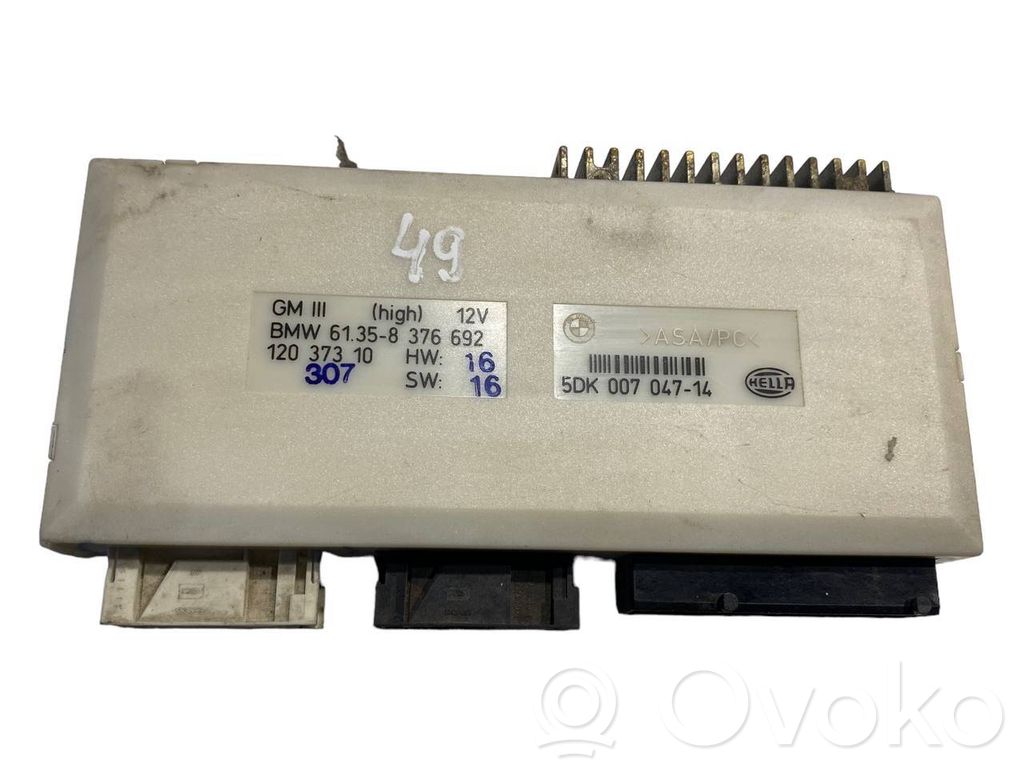 49
GM III (high) 12V
BMW 61.35-8 376 692
120 373 10 HW: 16
307 SW: 16
>ASA/PC<
5DK 007 047-14
HELLA
Ovoko